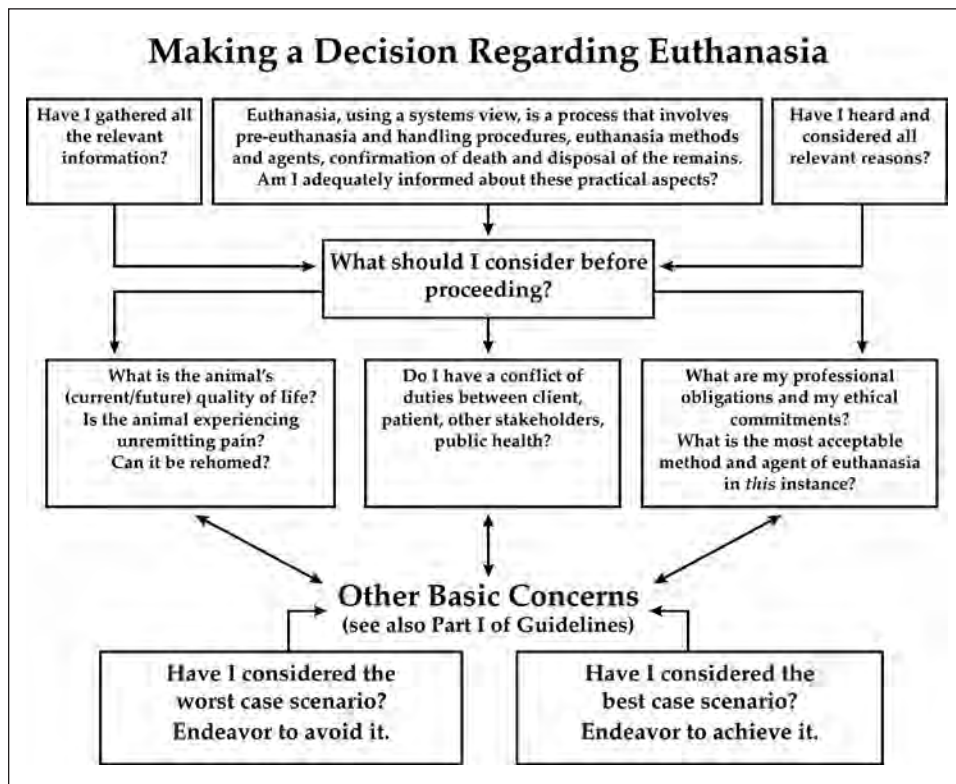 Making a Decision Regarding Euthanasia
Have I gathered all
the relevant
information?
Euthanasia, using a systems view, is a process that involves
pre-euthanasia and handling procedures, euthanasia methods
and agents, confirmation of death and disposal of the remains.
Am I adequately informed about these practical aspects?
Have I heard and
considered all
relevant reasons?
What should I consider before
proceeding?
What is the animal's
(current/future) quality of life?
Is the animal experiencing
unremitting pain?
Can it be rehomed?
Do I have a conflict of
duties between client,
patient, other stakeholders,
public health?
What are my professional
obligations and my ethical
commitments?
What is the most acceptable
method and agent of euthanasia
in this instance?
Other Basic Concerns
(see also Part I of Guidelines)
Have I considered the
worst case scenario?
Endeavor to avoid it.
Have I considered the
best case scenario?
Endeavor to achieve it.